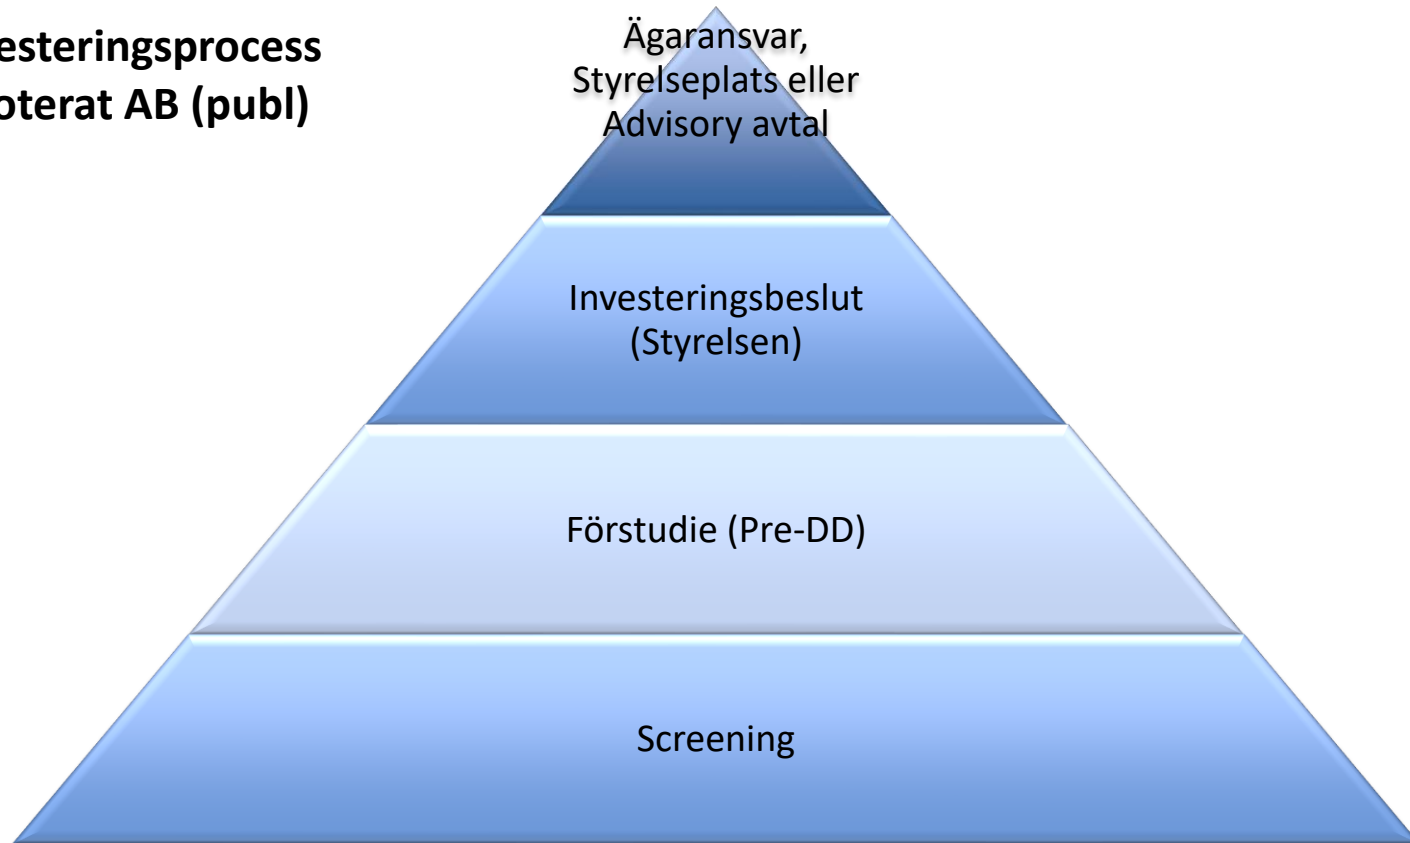 esteringsprocess
oterat AB (publ)
Ägaransvar,
Styrelseplats eller
Advisory avtal
Investeringsbeslut
(Styrelsen)
Förstudie (Pre-DD)
Screening